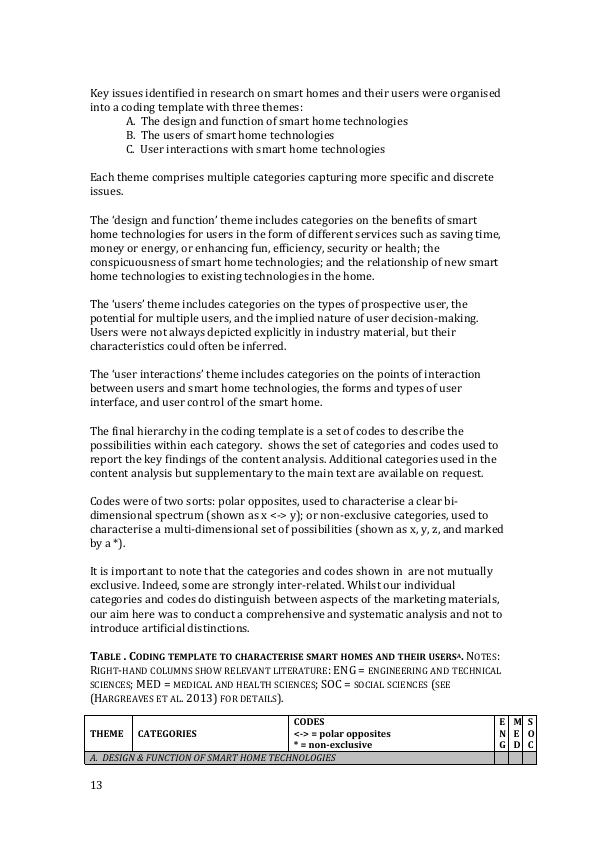 Key issues identified in research on smart homes and their users were organised
into a coding template with three themes:
A. The design and function of smart home technologies
B. The users of smart home technologies
C. User interactions with smart home technologies
Each theme comprises multiple categories capturing more specific and discrete
issues.
The ‘design and function’ theme includes categories on the benefits of smart
home technologies for users in the form of different services such as saving time,
money or energy, or enhancing fun, efficiency, security or health; the
conspicuousness of smart home technologies; and the relationship of new smart
home technologies to existing technologies in the home.
The ‘users’ theme includes categories on the types of prospective user, the
potential for multiple users, and the implied nature of user decision-making.
Users were not always depicted explicitly in industry material, but their
characteristics could often be inferred.
The ‘user interactions’ theme includes categories on the points of interaction
between users and smart home technologies, the forms and types of user
interface, and user control of the smart home.
The final hierarchy in the coding template is a set of codes to describe the
possibilities within each category.  shows the set of categories and codes used to
report the key findings of the content analysis. Additional categories used in the
content analysis but supplementary to the main text are available on request.
Codes were of two sorts: polar opposites, used to characterise a clear bi-
dimensional spectrum (shown as x <-> y); or non-exclusive categories, used to
characterise a multi-dimensional set of possibilities (shown as x, y, z, and marked
by a *).
It is important to note that the categories and codes shown in  are not mutually
exclusive. Indeed, some are strongly inter-related. Whilst our individual
categories and codes do distinguish between aspects of the marketing materials,
our aim here was to conduct a comprehensive and systematic analysis and not to
introduce artificial distinctions.
TABLE . CODING TEMPLATE TO CHARACTERISE SMART HOMES AND THEIR USERSᴬ. NOTES:
RIGHT-HAND COLUMNS SHOW RELEVANT LITERATURE: ENG = ENGINEERING AND TECHNICAL
SCIENCES; MED = MEDICAL AND HEALTH SCIENCES; SOC = SOCIAL SCIENCES (SEE
(HARGREAVES ET AL. 2013) FOR DETAILS).
THEME CATEGORIES CODES
<-> = polar opposites
* = non-exclusive
E
N
G
M
E
D
S
O
C
A. DESIGN & FUNCTION OF SMART HOME TECHNOLOGIES
13